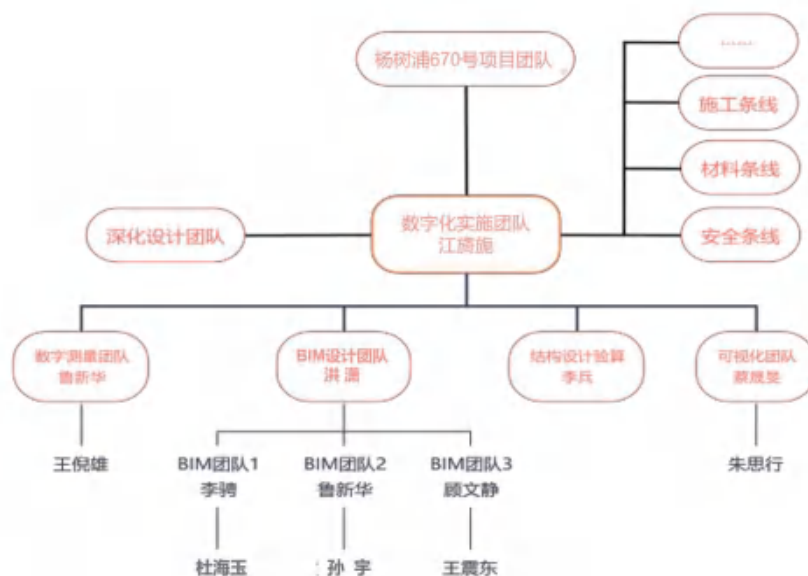 杨树浦670号项目团队
......
施工条线
材料条线
安全条线
深化设计团队
数字化实施团队
江旖旎
数字测量团队
鲁新华
BIM设计团队
洪 潇
结构设计验算
李兵
可视化团队
蔡晟旻
王倪雄
BIM团队1
李骋
BIM团队2
鲁新华
BIM团队3
顾文静
朱思行
杜海玉
孙 宇
王震东